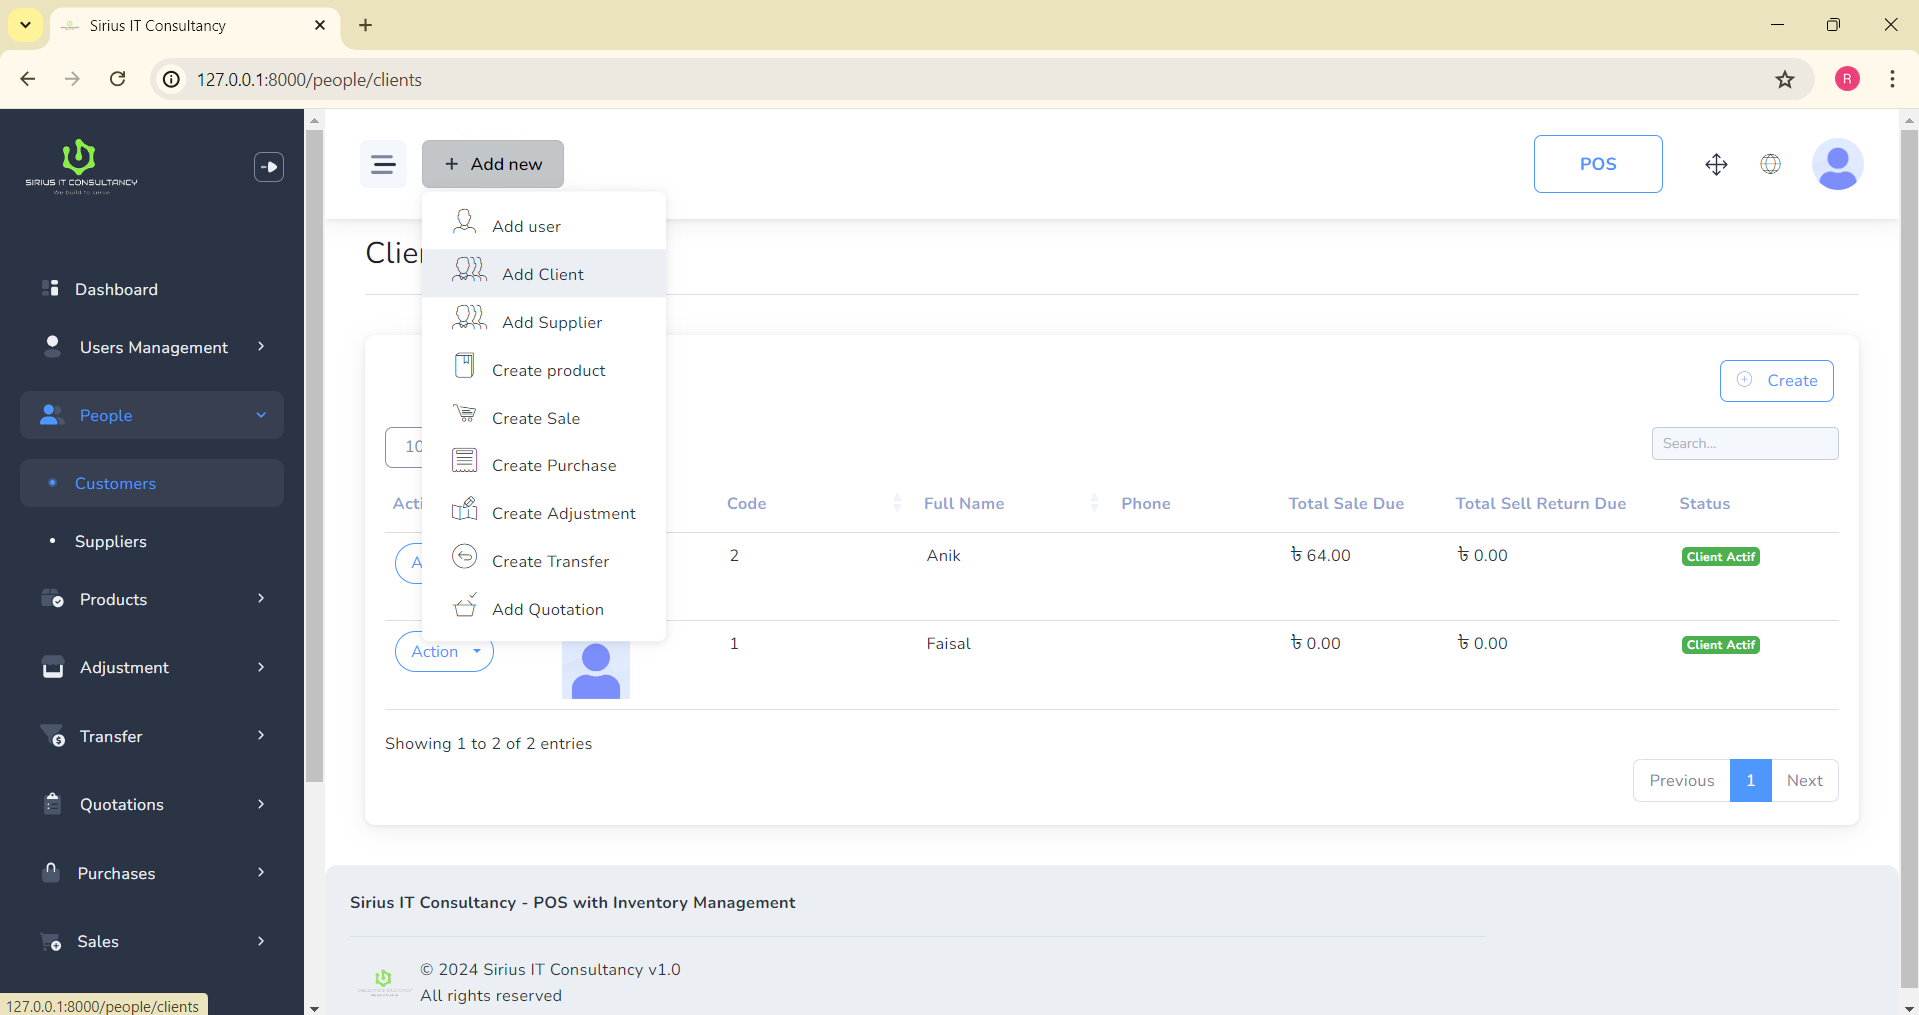 Sirius IT Consultancy
127.0.0.1:8000/people/clients
R
SIRIUS IT CONSULTANCY
We build to serve
Dashboard
Users Management
People
Customers
Suppliers
Products
Adjustment
Transfer
Quotations
Purchases
Sales
127.0.0.1:8000/people/clients
+ Add new
POS
Add user
Add Client
Add Supplier
Create product
Create Sale
Create Purchase
Create Adjustment
Create Transfer
Add Quotation
Clie
Create
10
Search...
Acti Code Full Name Phone Total Sale Due Total Sell Return Due Status
A 2 Anik ৳ 64.00 ৳ 0.00 Client Actif
Action 1 Faisal ৳ 0.00 ৳ 0.00 Client Actif
Showing 1 to 2 of 2 entries
Previous 1 Next
Sirius IT Consultancy - POS with Inventory Management
© 2024 Sirius IT Consultancy v1.0
All rights reserved